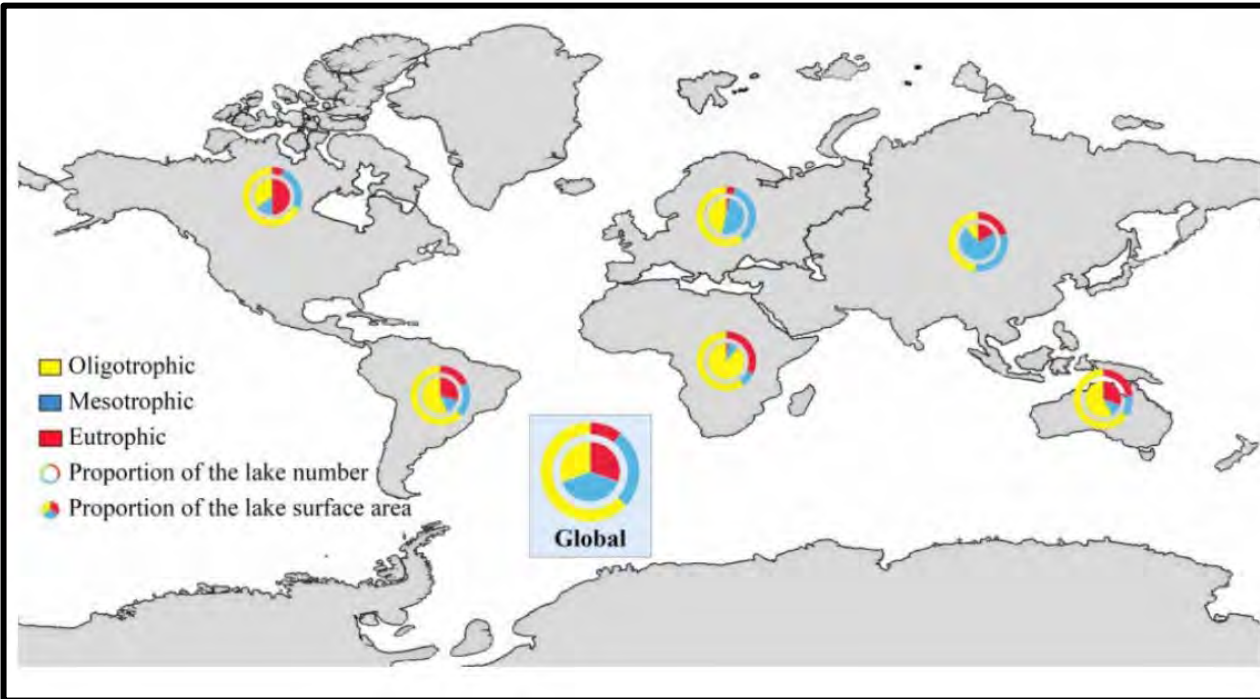 Oligotrophic
Mesotrophic
Eutrophic
Proportion of the lake number
Proportion of the lake surface area
Global